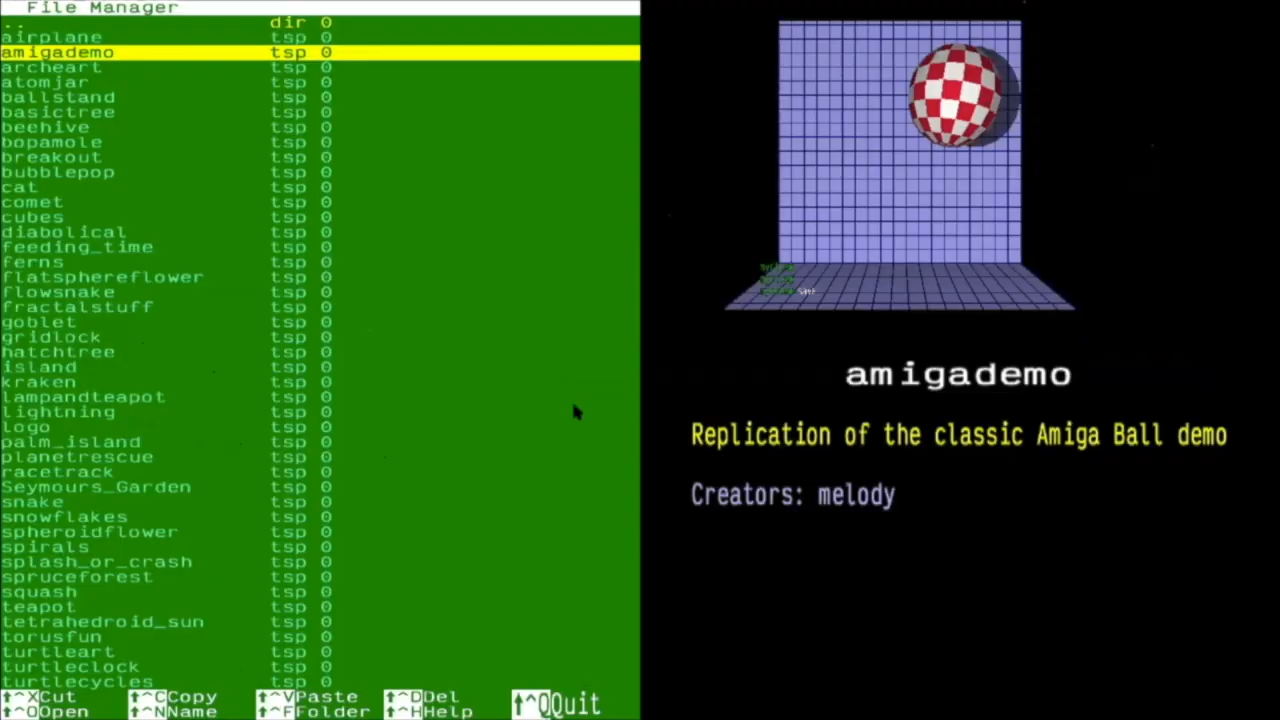 File Manager
.. dir 0
airplane tsp 0
amigademo tsp 0
archeart tsp 0
atomjar tsp 0
ballstand tsp 0
basictree tsp 0
beehive tsp 0
bopamole tsp 0
breakout tsp 0
bubblepop tsp 0
cat tsp 0
comet tsp 0
cubes tsp 0
diabolical tsp 0
feeding_time tsp 0
ferns tsp 0
flatsphereflower tsp 0
flowsnake tsp 0
fractalstuff tsp 0
goblet tsp 0
gridlock tsp 0
hatchtree tsp 0
island tsp 0
kraken tsp 0
lampandteapot tsp 0
lightning tsp 0
logo tsp 0
palm_island tsp 0
planetrescue tsp 0
racetrack tsp 0
Seymours_Garden tsp 0
snake tsp 0
snowflakes tsp 0
spheroidflower tsp 0
spirals tsp 0
splash_or_crash tsp 0
spruceforest tsp 0
squash tsp 0
teapot tsp 0
tetrahedroid_sun tsp 0
torusfun tsp 0
turtleart tsp 0
turtleclock tsp 0
turtlecycles tsp 0
↑^XCut ↑^CCopy ↑^VPaste ↑^DDel ↑^QQuit
↑^OOpen ↑^NName ↑^FFolder ↑^HHelp
amigademo
Replication of the classic Amiga Ball demo
Creators: melody